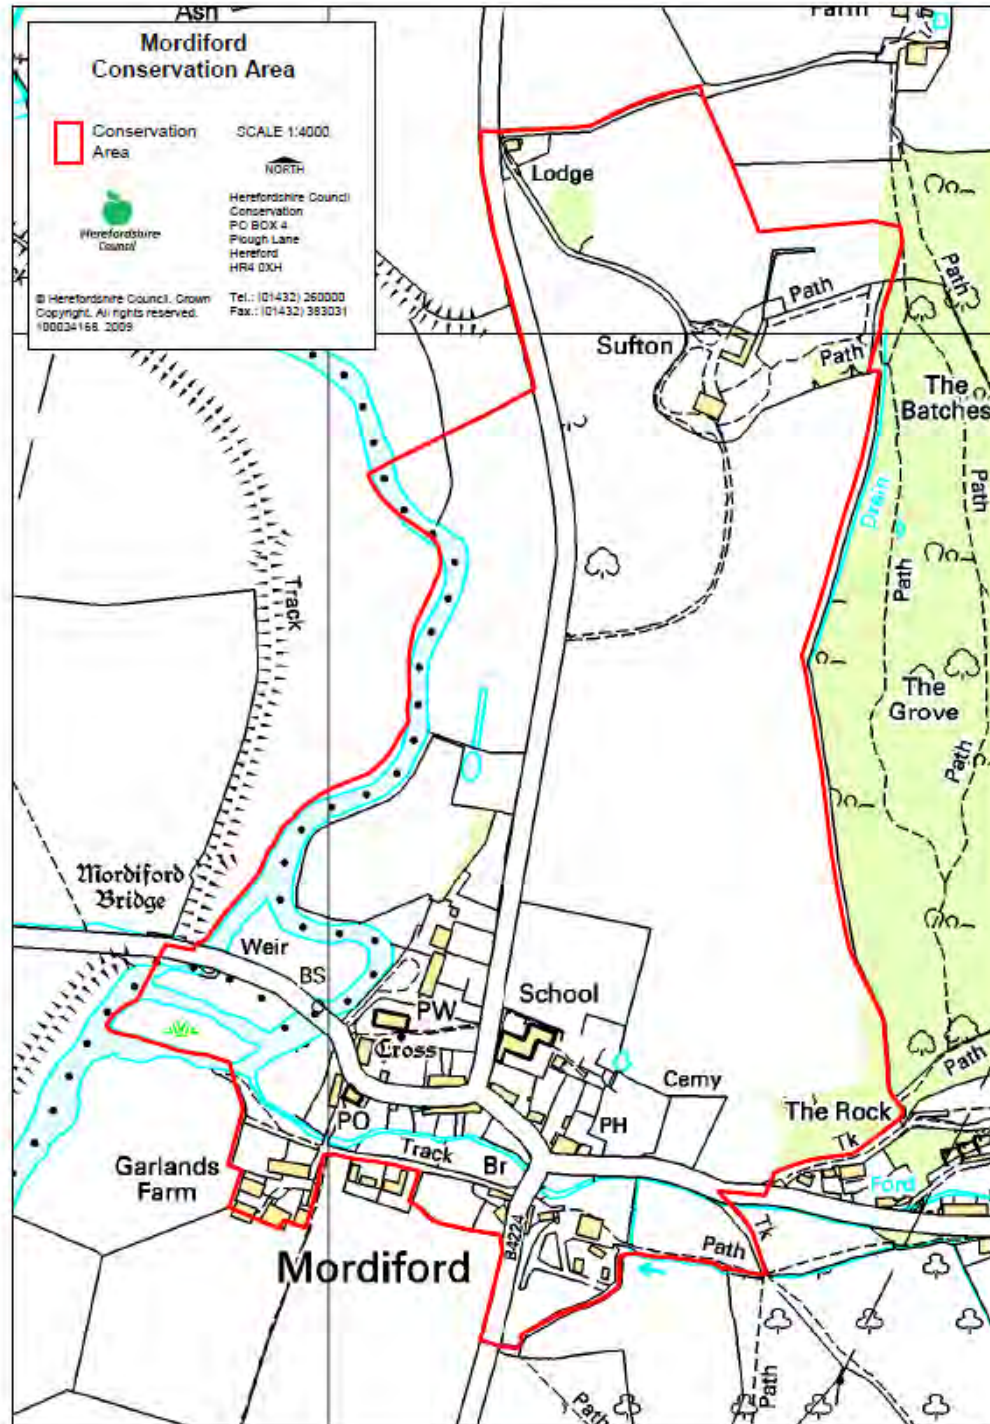 Ash
Farm
Mordiford
Conservation Area
Conservation
Area
SCALE 1:4000
NORTH
Herefordshire
Council
Herefordshire Council
Conservation
PO BOX 4
Plough Lane
Hereford
HR4 0XH
© Herefordshire Council. Crown
Copyright. All rights reserved.
100024168. 2009
Tel.: (01432) 260000
Fax.: (01432) 383031
Lodge
Path
Path
Sufton
Path
The
Batches
Drain
Path
Path
Track
The
Grove
Path
Mordiford
Bridge
Weir
BS
PW
School
Cross
Cemy
Path
The Rock
PO
PH
Tk
Track
Br
Garlands
Farm
Ford
B4224
Tk
Path
Mordiford
Path
Path